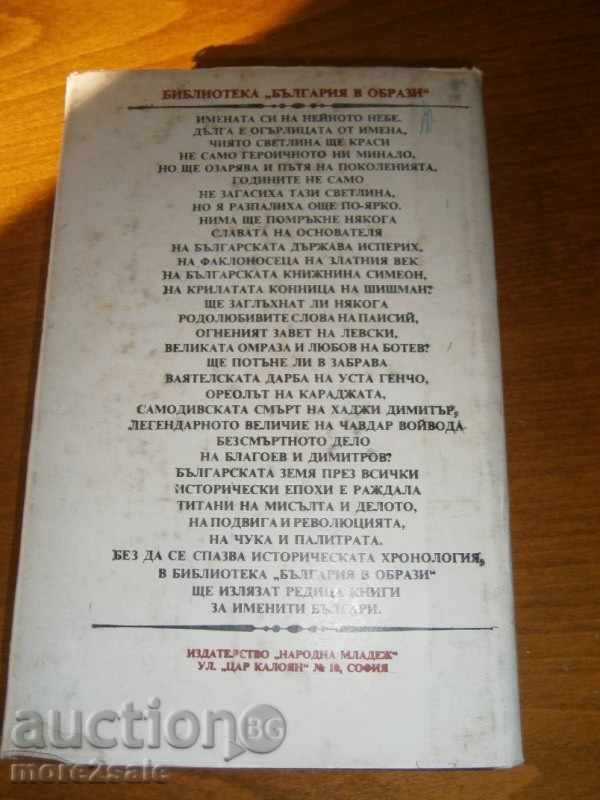 БИБЛИОТЕКА „БЪЛГАРИЯ В ОБРАЗИ“
ИМЕНАТА СИ НА НЕЙНОТО НЕБЕ.
ДЪЛГА Е ОГЪРЛИЦАТА ОТ ИМЕНА,
ЧИЯТО СВЕТЛИНА ЩЕ КРАСИ
НЕ САМО ГЕРОИЧНОТО НИ МИНАЛО,
НО ЩЕ ОЗАРЯВА И ПЪТЯ НА ПОКОЛЕНИЯТА,
ГОДИНИТЕ НЕ САМО
НЕ ЗАГАСИХА ТАЗИ СВЕТЛИНА,
НО Я РАЗПАЛИХА ОЩЕ ПО-ЯРКО.
НИМА ЩЕ ПОМРЪКНЕ НЯКОГА
СЛАВАТА НА ОСНОВАТЕЛЯ
НА БЪЛГАРСКАТА ДЪРЖАВА ИСПЕРИХ,
НА ФАКЛОНОСЕЦА НА ЗЛАТНИЯ ВЕК
НА БЪЛГАРСКАТА КНИЖНИНА СИМЕОН,
НА КРИЛАТАТА КОННИЦА НА ШИШМАН?
ЩЕ ЗАГЛЪХНАТ ЛИ НЯКОГА
РОДОЛЮБИВИТЕ СЛОВА НА ПАИСИЙ,
ОГНЕНИЯТ ЗАВЕТ НА ЛЕВСКИ,
ВЕЛИКАТА ОМРАЗА И ЛЮБОВ НА БОТЕВ?
ЩЕ ПОТЪНЕ ЛИ В ЗАБРАВА
ВАЯТЕЛСКАТА ДАРБА НА УСТА ГЕНЧО,
ОРЕОЛЪТ НА КАРАДЖАТА,
САМОДИВСКАТА СМЪРТ НА ХАДЖИ ДИМИТЪР,
ЛЕГЕНДАРНОТО ВЕЛИЧИЕ НА ЧАВДАР ВОЙВОДА
БЕЗСМЪРТНОТО ДЕЛО
НА БЛАГОЕВ И ДИМИТРОВ?
БЪЛГАРСКАТА ЗЕМЯ ПРЕЗ ВСИЧКИ
ИСТОРИЧЕСКИ ЕПОХИ Е РАЖДАЛА
ТИТАНИ НА МИСЪЛТА И ДЕЛОТО,
НА ПОДВИГА И РЕВОЛЮЦИЯТА,
НА ЧУКА И ПАЛИТРАТА.
БЕЗ ДА СЕ СПАЗВА ИСТОРИЧЕСКАТА ХРОНОЛОГИЯ,
В БИБЛИОТЕКА „БЪЛГАРИЯ В ОБРАЗИ“
ЩЕ ИЗЛЯЗАТ РЕДИЦА КНИГИ
ЗА ИМЕНИТИ БЪЛГАРИ.
ИЗДАТЕЛСТВО „НАРОДНА МЛАДЕЖ“
УЛ. „ЦАР КАЛОЯН“ № 10, СОФИЯ
auction BG
more2sale